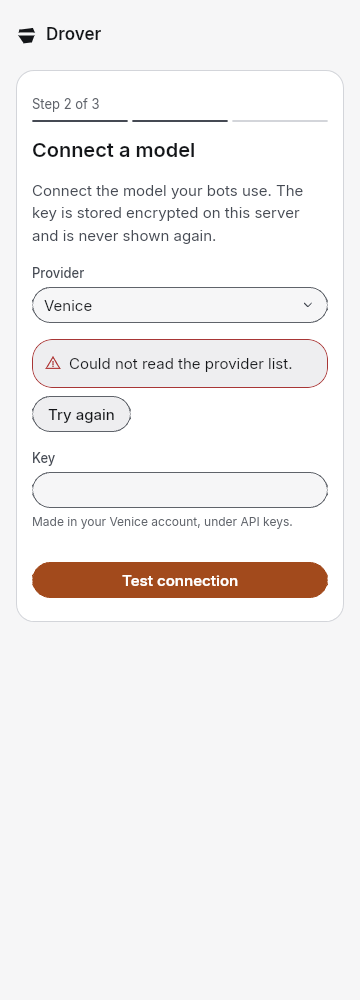 Drover
Step 2 of 3
Connect a model
Connect the model your bots use. The
key is stored encrypted on this server
and is never shown again.
Provider
Venice
Could not read the provider list.
Try again
Key
Made in your Venice account, under API keys.
Test connection